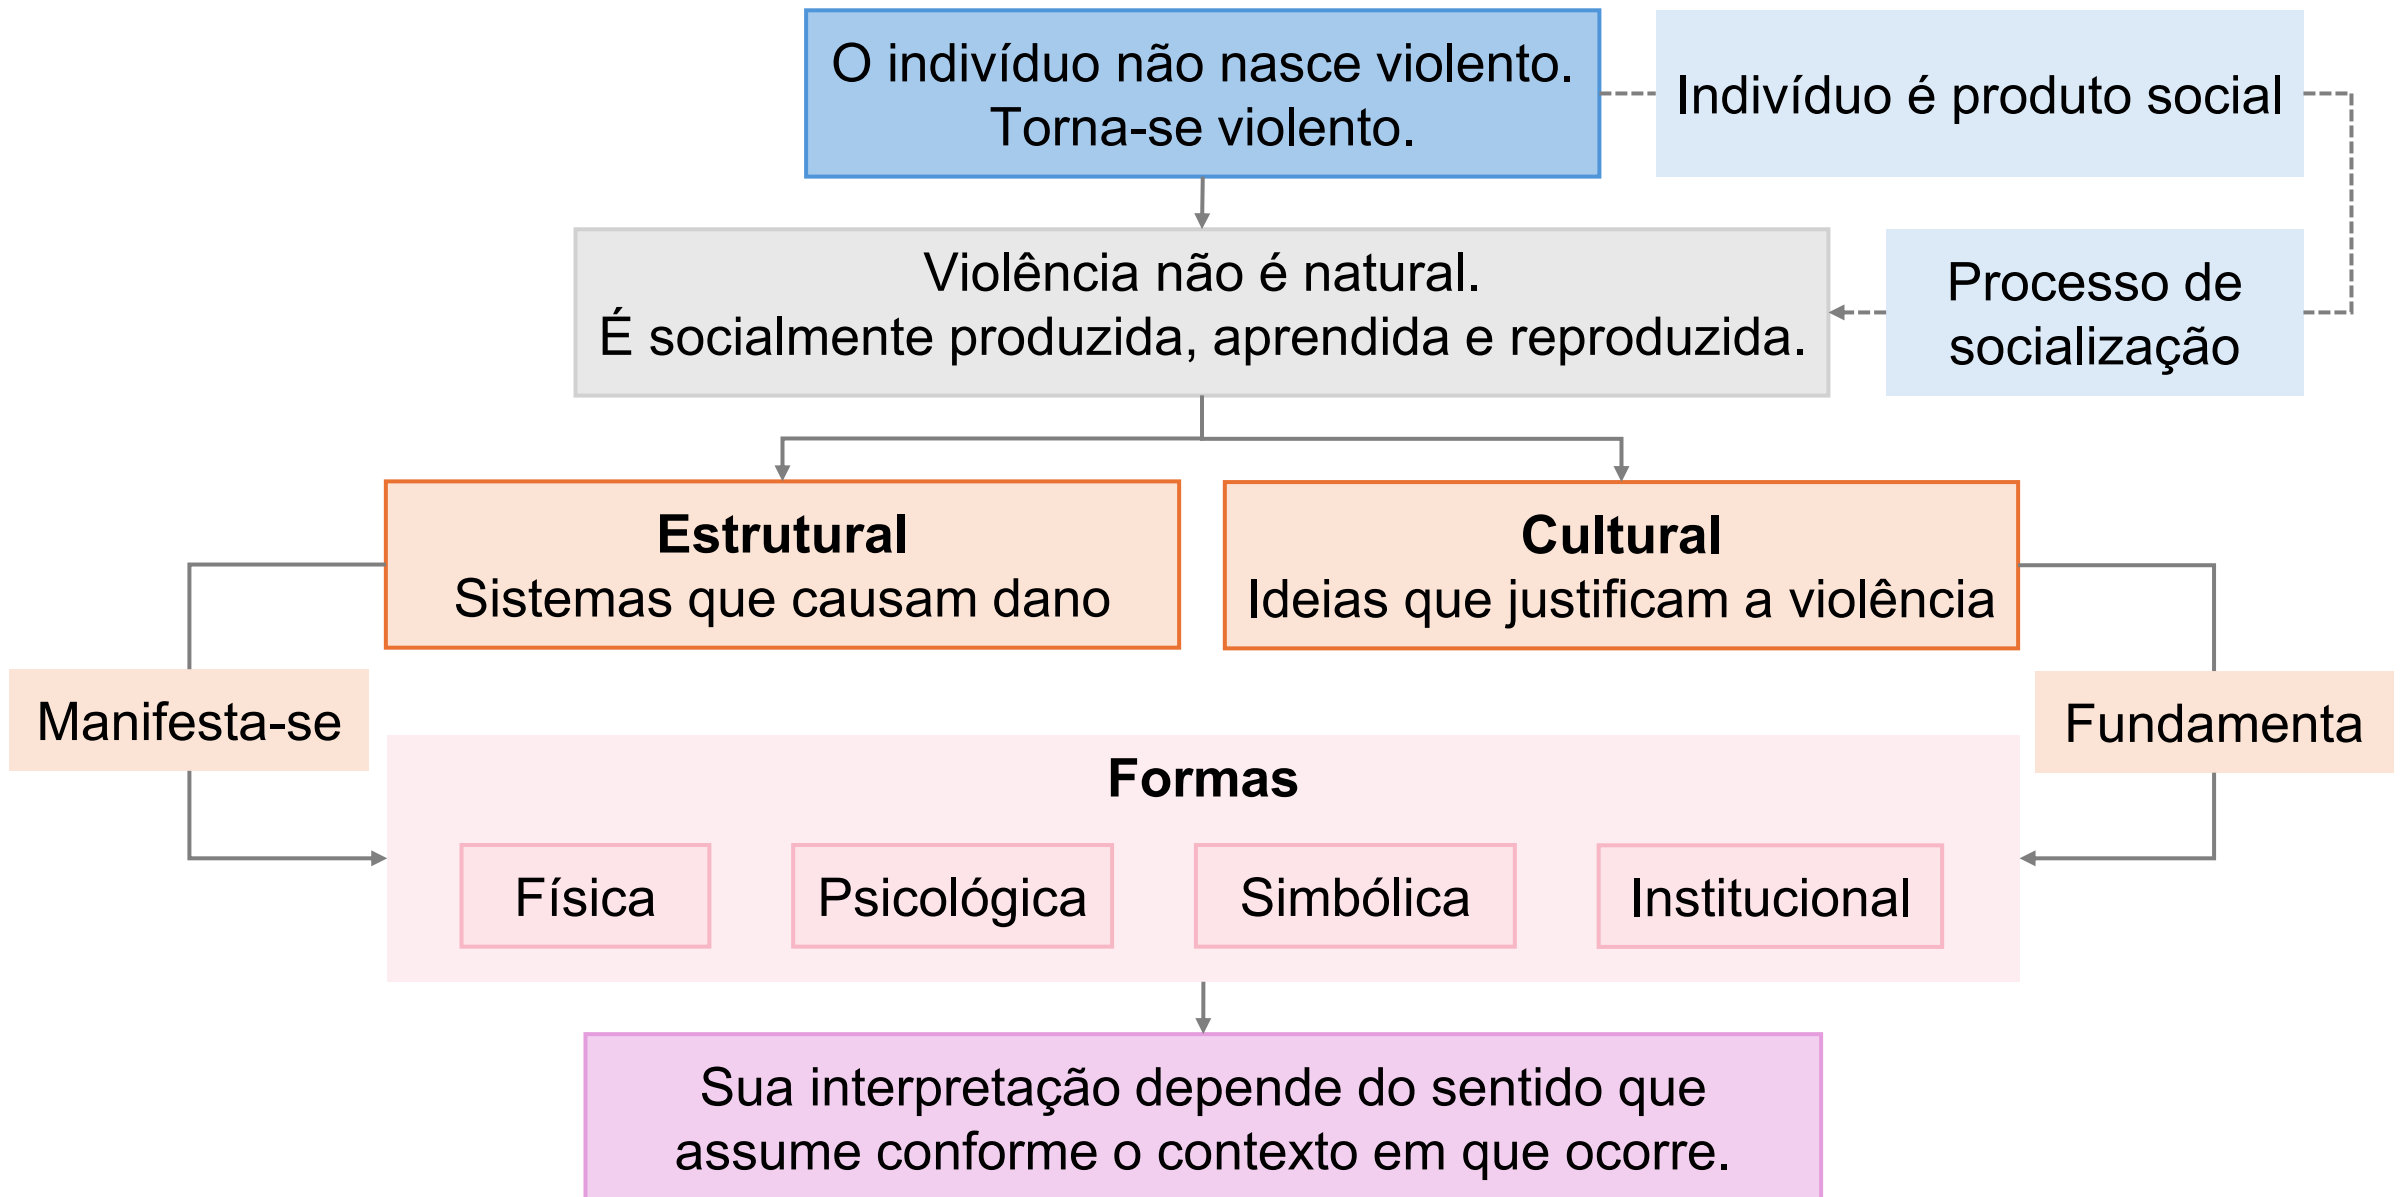 O indivíduo não nasce violento.
Torna-se violento.
Indivíduo é produto social
Violência não é natural.
É socialmente produzida, aprendida e reproduzida.
Processo de
socialização
Estrutural
Sistemas que causam dano
Cultural
Ideias que justificam a violência
Manifesta-se
Fundamenta
Formas
Física
Psicológica
Simbólica
Institucional
Sua interpretação depende do sentido que
assume conforme o contexto em que ocorre.